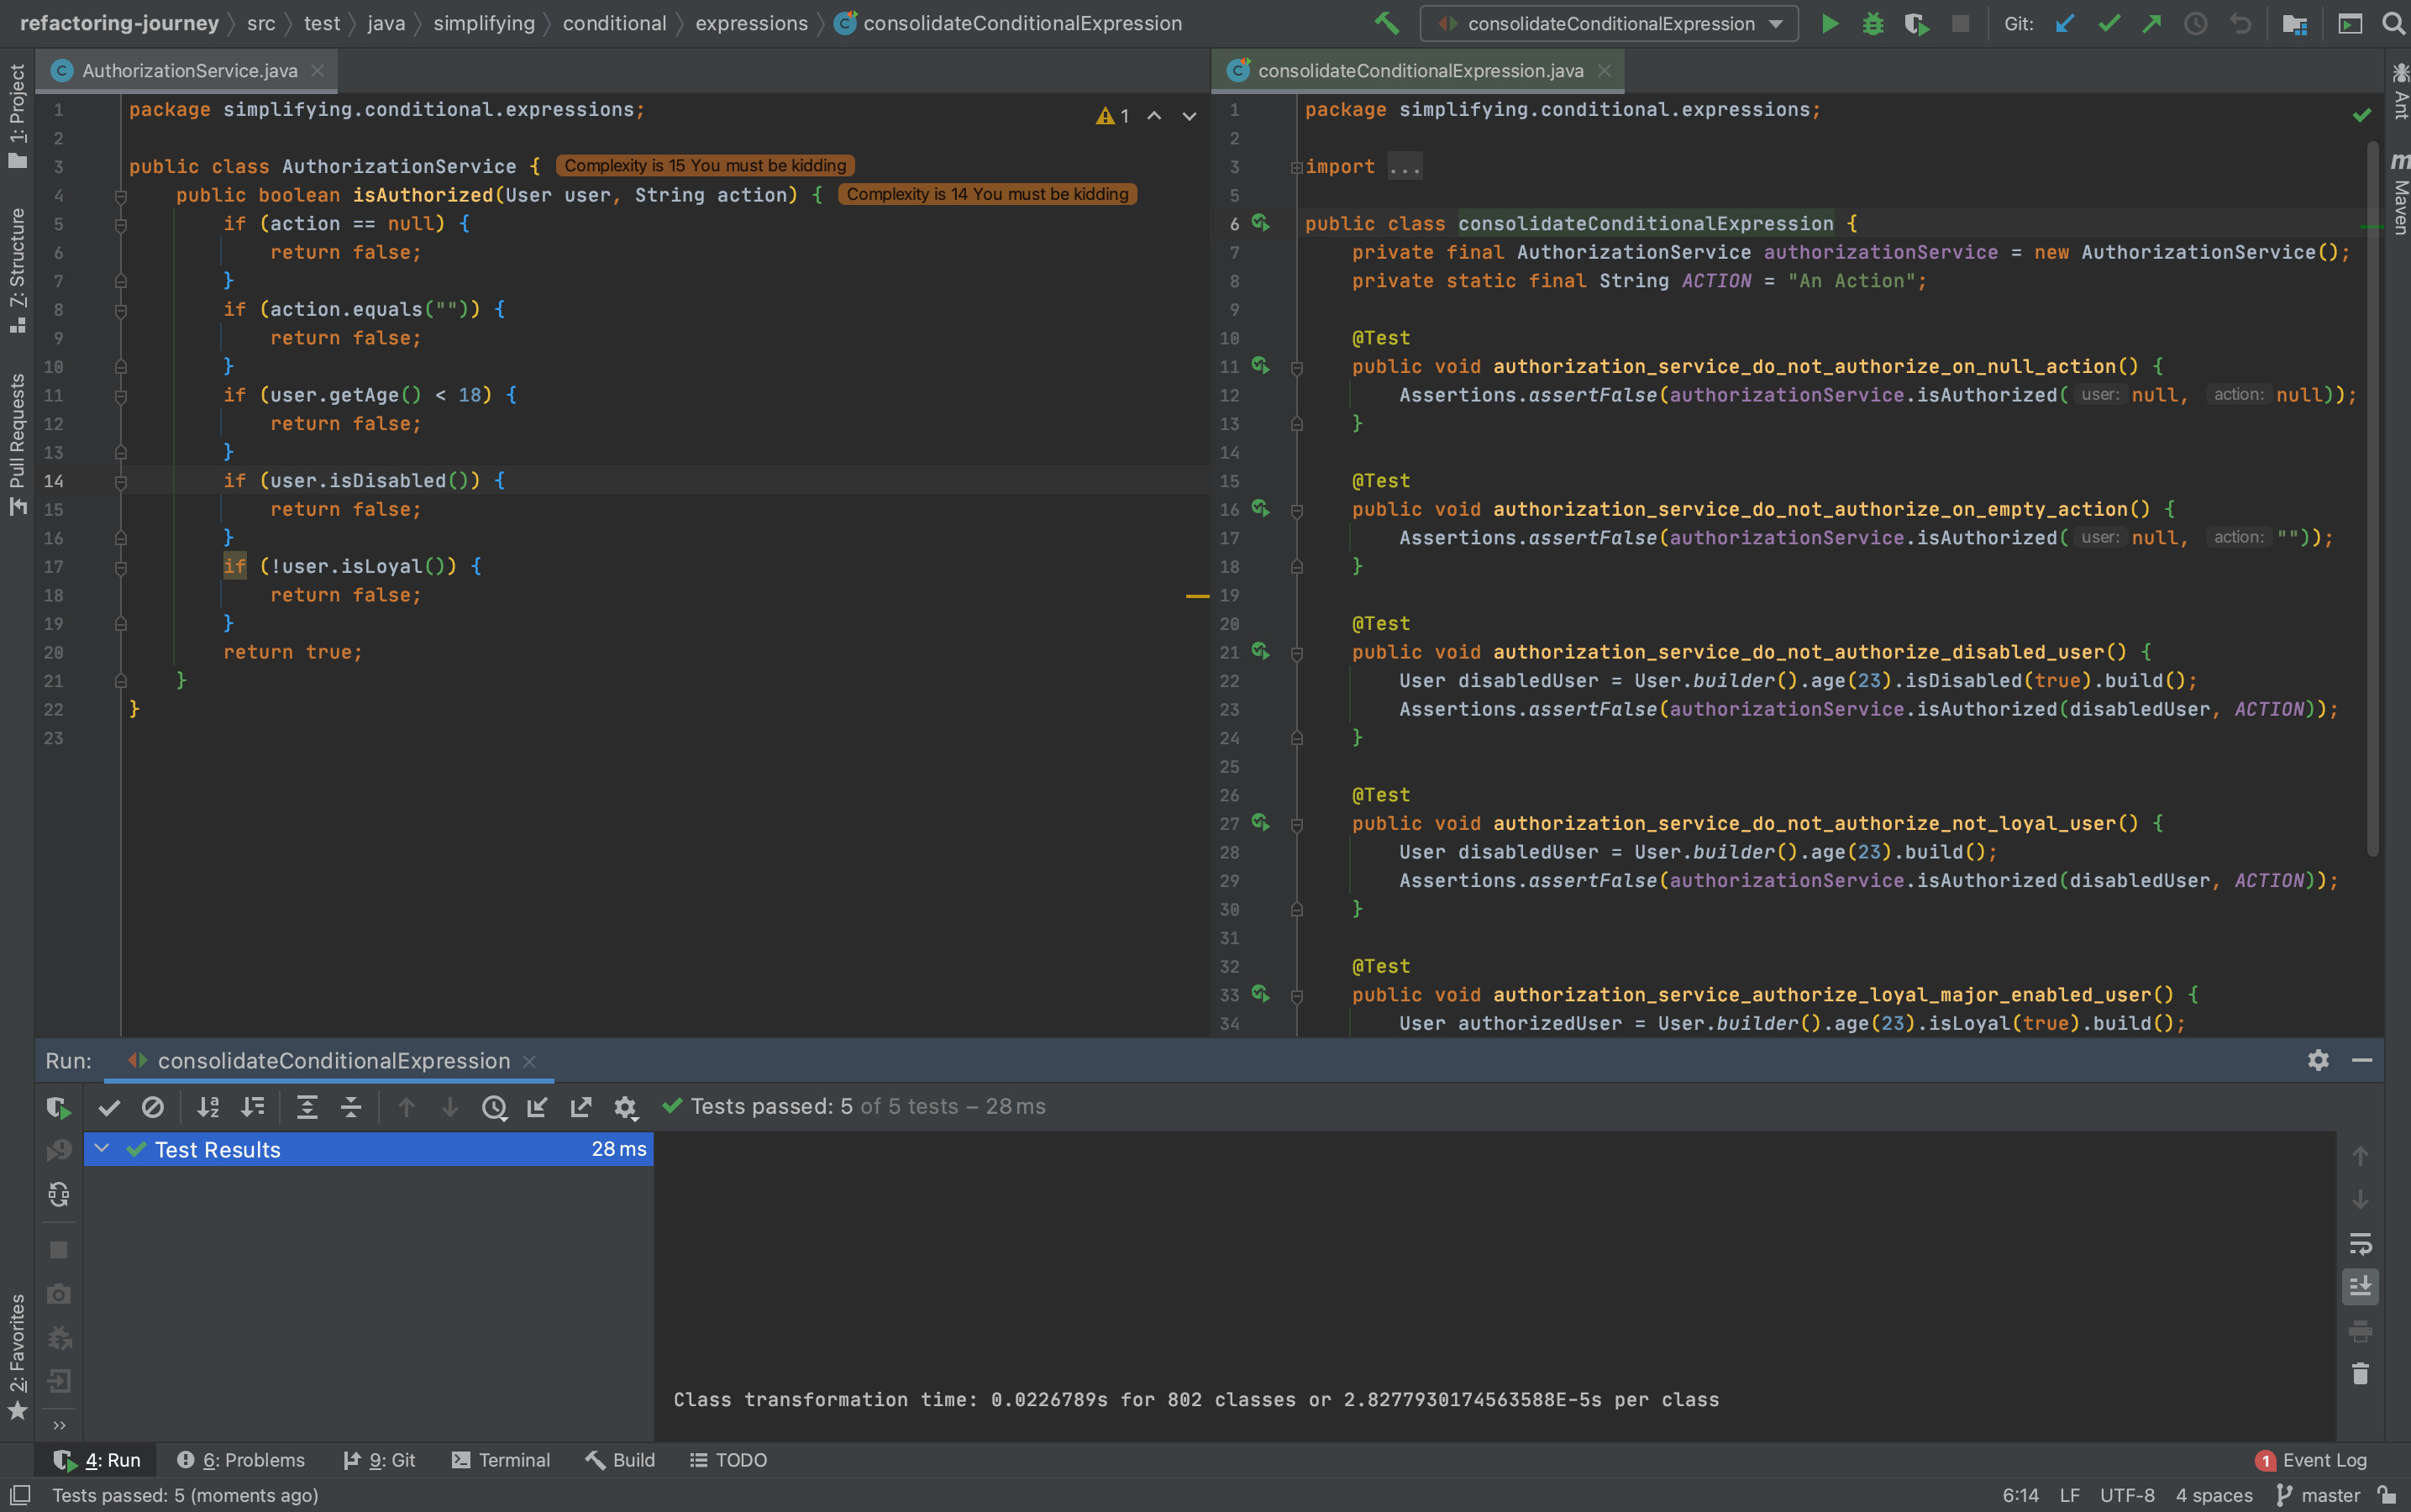 refactoring-journey src test java simplifying conditional expressions consolidateConditionalExpression consolidateConditionalExpression Git:
1: Project
7: Structure
Pull Requests
2: Favorites
AuthorizationService.java
1 package simplifying.conditional.expressions; 1
2
3 public class AuthorizationService { Complexity is 15 You must be kidding
4 public boolean isAuthorized(User user, String action) { Complexity is 14 You must be kidding
5 if (action == null) {
6 return false;
7 }
8 if (action.equals("")) {
9 return false;
10 }
11 if (user.getAge() < 18) {
12 return false;
13 }
14 if (user.isDisabled()) {
15 return false;
16 }
17 if (!user.isLoyal()) {
18 return false;
19 }
20 return true;
21 }
22 }
23
consolidateConditionalExpression.java
1 package simplifying.conditional.expressions;
2
3 import ...
5
6 public class consolidateConditionalExpression {
7 private final AuthorizationService authorizationService = new AuthorizationService();
8 private static final String ACTION = "An Action";
9
10 @Test
11 public void authorization_service_do_not_authorize_on_null_action() {
12 Assertions.assertFalse(authorizationService.isAuthorized( user: null, action: null));
13 }
14
15 @Test
16 public void authorization_service_do_not_authorize_on_empty_action() {
17 Assertions.assertFalse(authorizationService.isAuthorized( user: null, action: ""));
18 }
19
20 @Test
21 public void authorization_service_do_not_authorize_disabled_user() {
22 User disabledUser = User.builder().age(23).isDisabled(true).build();
23 Assertions.assertFalse(authorizationService.isAuthorized(disabledUser, ACTION));
24 }
25
26 @Test
27 public void authorization_service_do_not_authorize_not_loyal_user() {
28 User disabledUser = User.builder().age(23).build();
29 Assertions.assertFalse(authorizationService.isAuthorized(disabledUser, ACTION));
30 }
31
32 @Test
33 public void authorization_service_authorize_loyal_major_enabled_user() {
34 User authorizedUser = User.builder().age(23).isLoyal(true).build();
Ant
Maven
Run: consolidateConditionalExpression
Tests passed: 5 of 5 tests – 28 ms
Test Results 28 ms
Class transformation time: 0.0226789s for 802 classes or 2.8277930174563588E-5s per class
4: Run 6: Problems 9: Git Terminal Build TODO 1 Event Log
Tests passed: 5 (moments ago) 6:14 LF UTF-8 4 spaces master